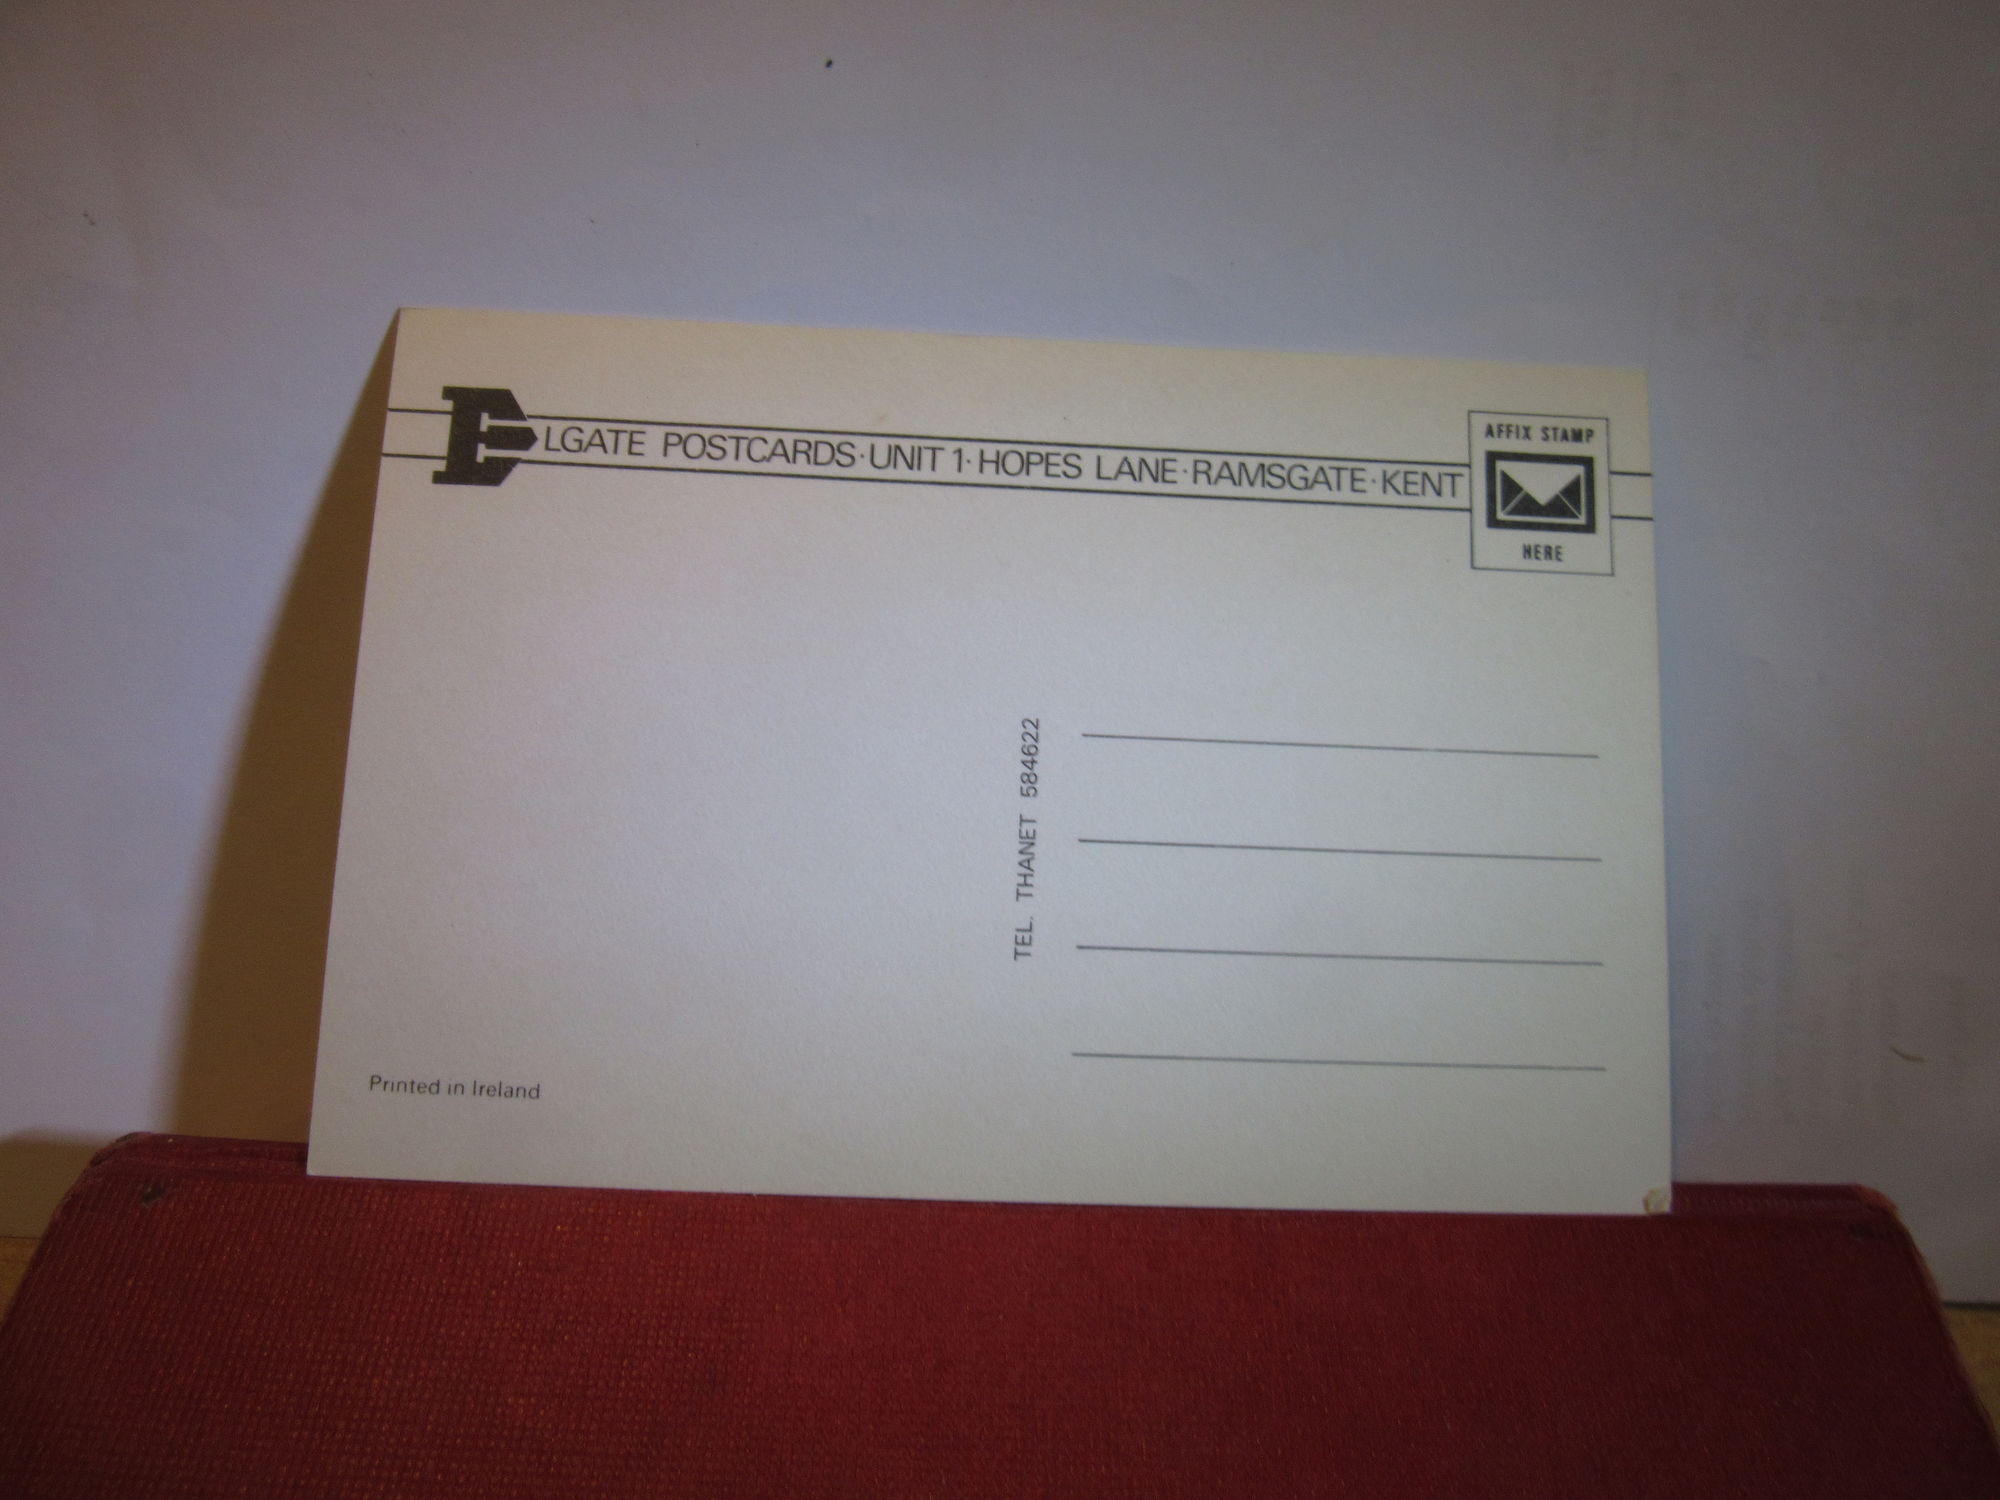 ELGATE POSTCARDS · UNIT 1 · HOPES LANE · RAMSGATE · KENT
AFFIX STAMP
HERE
TEL. THANET 584622
Printed in Ireland